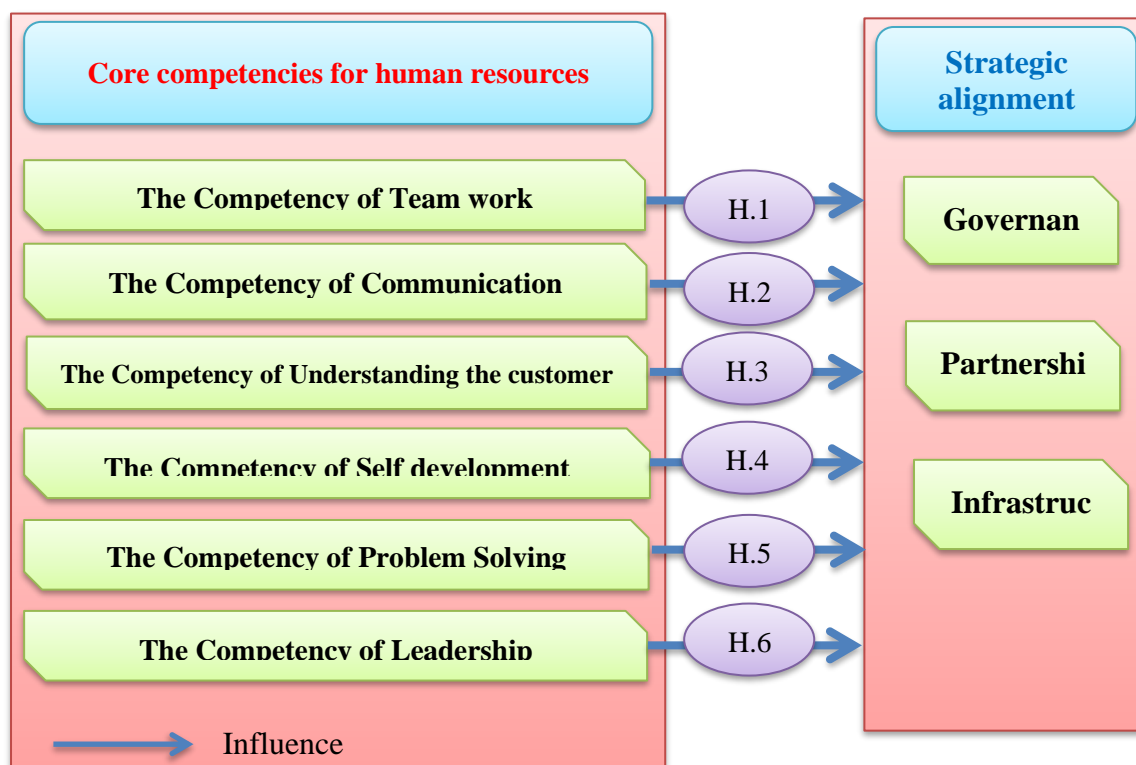 Core competencies for human resources
Strategic
alignment
The Competency of Team work
H.1
Governan
The Competency of Communication
H.2
The Competency of Understanding the customer
H.3
Partnershi
The Competency of Self development
H.4
Infrastruc
The Competency of Problem Solving
H.5
The Competency of Leadership
H.6
Influence